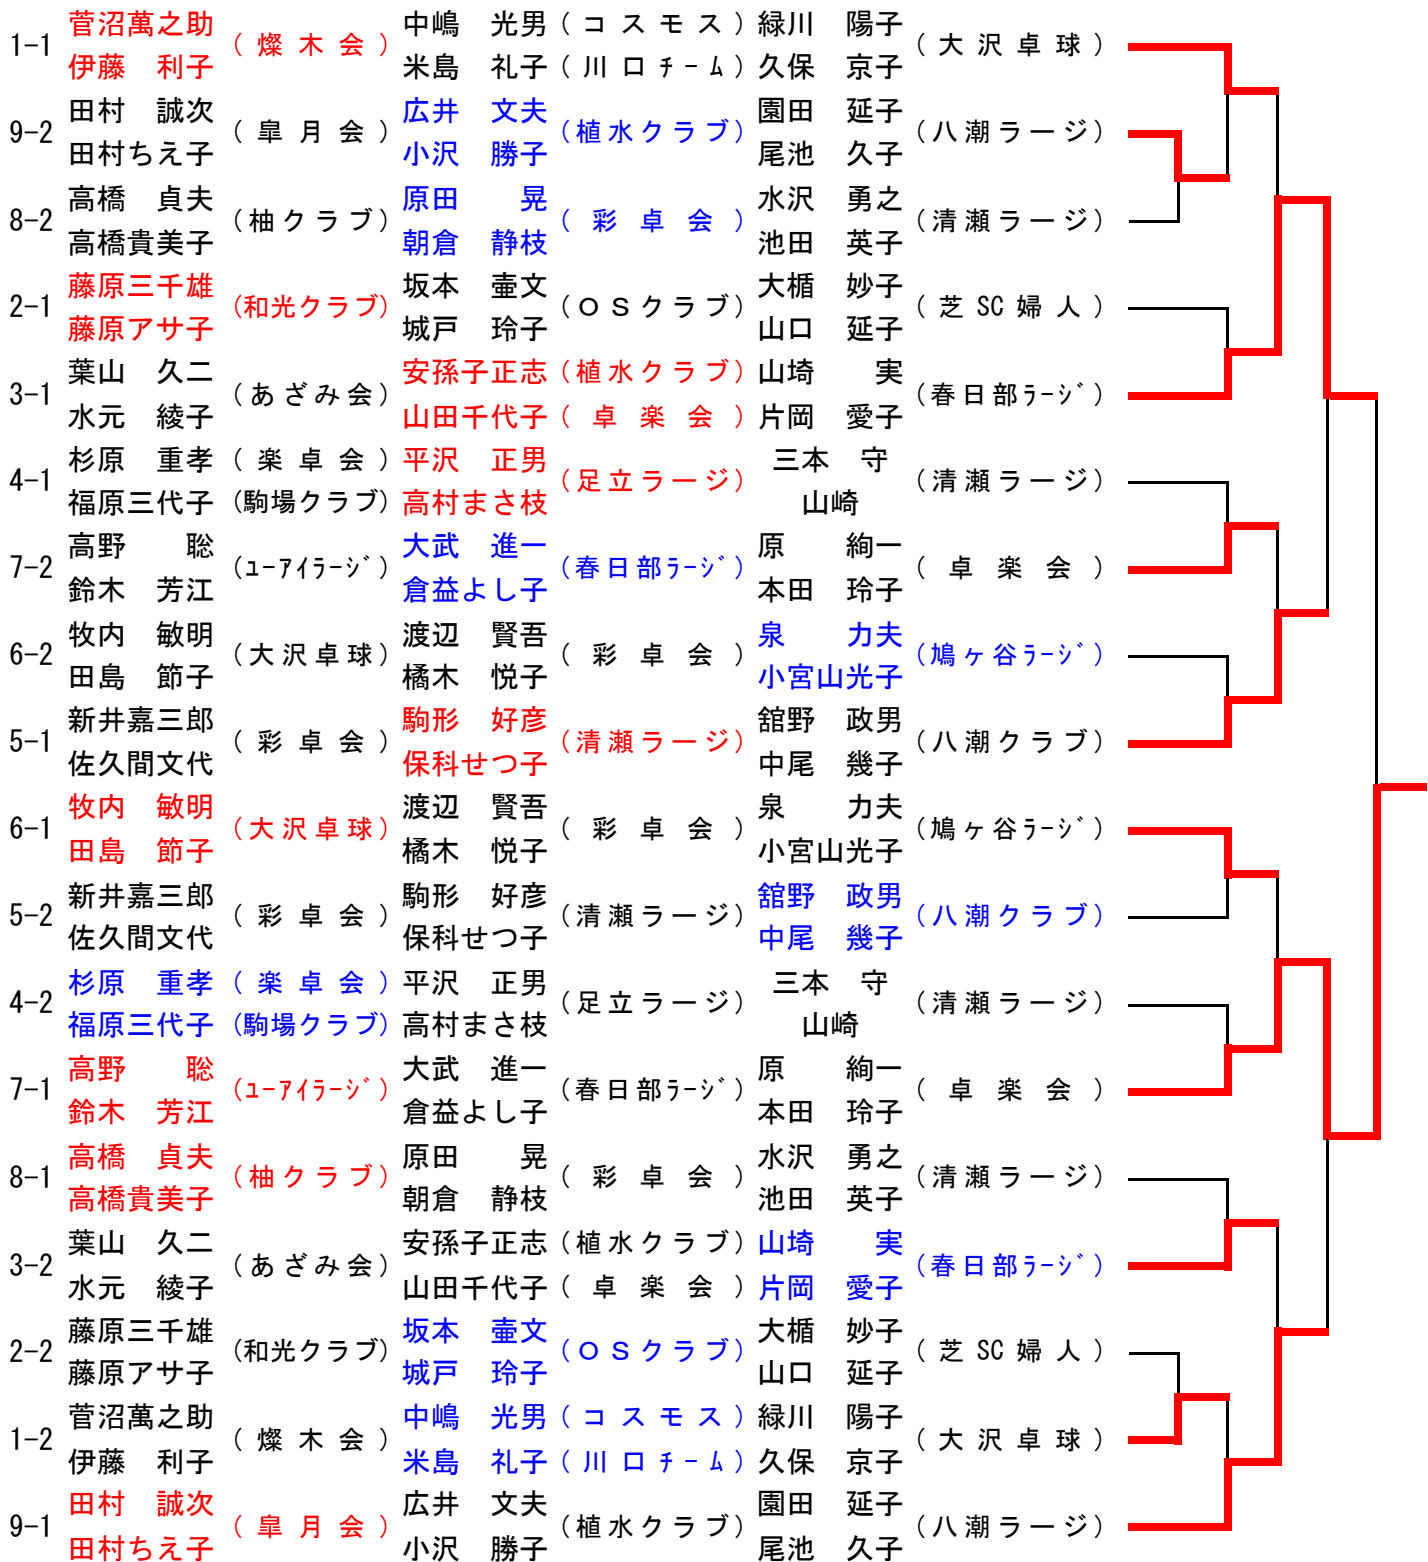 菅沼萬之助 中嶋 光男 (コスモス) 緑川 陽子
1-1 (燦木会) (大沢卓球)
伊藤 利子 米島 礼子 (川口ﾁｰﾑ) 久保 京子
田村 誠次 広井 文夫 園田 延子
9-2 (皐月会) (植水クラブ) (八潮ラージ)
田村ちえ子 小沢 勝子 尾池 久子
高橋 貞夫 原田 晃 水沢 勇之
8-2 (柚クラブ) (彩卓会) (清瀬ラージ)
高橋貴美子 朝倉 静枝 池田 英子
藤原三千雄 坂本 壷文 大楯 妙子
2-1 (和光クラブ) (OSクラブ) (芝SC婦人)
藤原アサ子 城戸 玲子 山口 延子
葉山 久二 安孫子正志 (植水クラブ) 山埼 実
3-1 (あざみ会) (春日部ﾗｰｼﾞ)
水元 綾子 山田千代子 (卓楽会) 片岡 愛子
杉原 重孝 (楽卓会) 平沢 正男 三本 守
4-1 (足立ラージ) (清瀬ラージ)
福原三代子 (駒場クラブ) 高村まさ枝 山崎
高野 聡 大武 進一 原 絢一
7-2 (ﾕｰｱｲﾗｰｼﾞ) (春日部ﾗｰｼﾞ) (卓楽会)
鈴木 芳江 倉益よし子 本田 玲子
牧内 敏明 渡辺 賢吾 泉 力夫
6-2 (大沢卓球) (彩卓会) (鳩ヶ谷ﾗｰｼﾞ)
田島 節子 橘木 悦子 小宮山光子
新井嘉三郎 駒形 好彦 舘野 政男
5-1 (彩卓会) (清瀬ラージ) (八潮クラブ)
佐久間文代 保科せつ子 中尾 幾子
牧内 敏明 渡辺 賢吾 泉 力夫
6-1 (大沢卓球) (彩卓会) (鳩ヶ谷ﾗｰｼﾞ)
田島 節子 橘木 悦子 小宮山光子
新井嘉三郎 駒形 好彦 舘野 政男
5-2 (彩卓会) (清瀬ラージ) (八潮クラブ)
佐久間文代 保科せつ子 中尾 幾子
杉原 重孝 (楽卓会) 平沢 正男 三本 守
4-2 (足立ラージ) (清瀬ラージ)
福原三代子 (駒場クラブ) 高村まさ枝 山崎
高野 聡 大武 進一 原 絢一
7-1 (ﾕｰｱｲﾗｰｼﾞ) (春日部ﾗｰｼﾞ) (卓楽会)
鈴木 芳江 倉益よし子 本田 玲子
高橋 貞夫 原田 晃 水沢 勇之
8-1 (柚クラブ) (彩卓会) (清瀬ラージ)
高橋貴美子 朝倉 静枝 池田 英子
葉山 久二 安孫子正志 (植水クラブ) 山埼 実
3-2 (あざみ会) (春日部ﾗｰｼﾞ)
水元 綾子 山田千代子 (卓楽会) 片岡 愛子
藤原三千雄 坂本 壷文 大楯 妙子
2-2 (和光クラブ) (OSクラブ) (芝SC婦人)
藤原アサ子 城戸 玲子 山口 延子
菅沼萬之助 中嶋 光男 (コスモス) 緑川 陽子
1-2 (燦木会) (大沢卓球)
伊藤 利子 米島 礼子 (川口ﾁｰﾑ) 久保 京子
田村 誠次 広井 文夫 園田 延子
9-1 (皐月会) (植水クラブ) (八潮ラージ)
田村ちえ子 小沢 勝子 尾池 久子